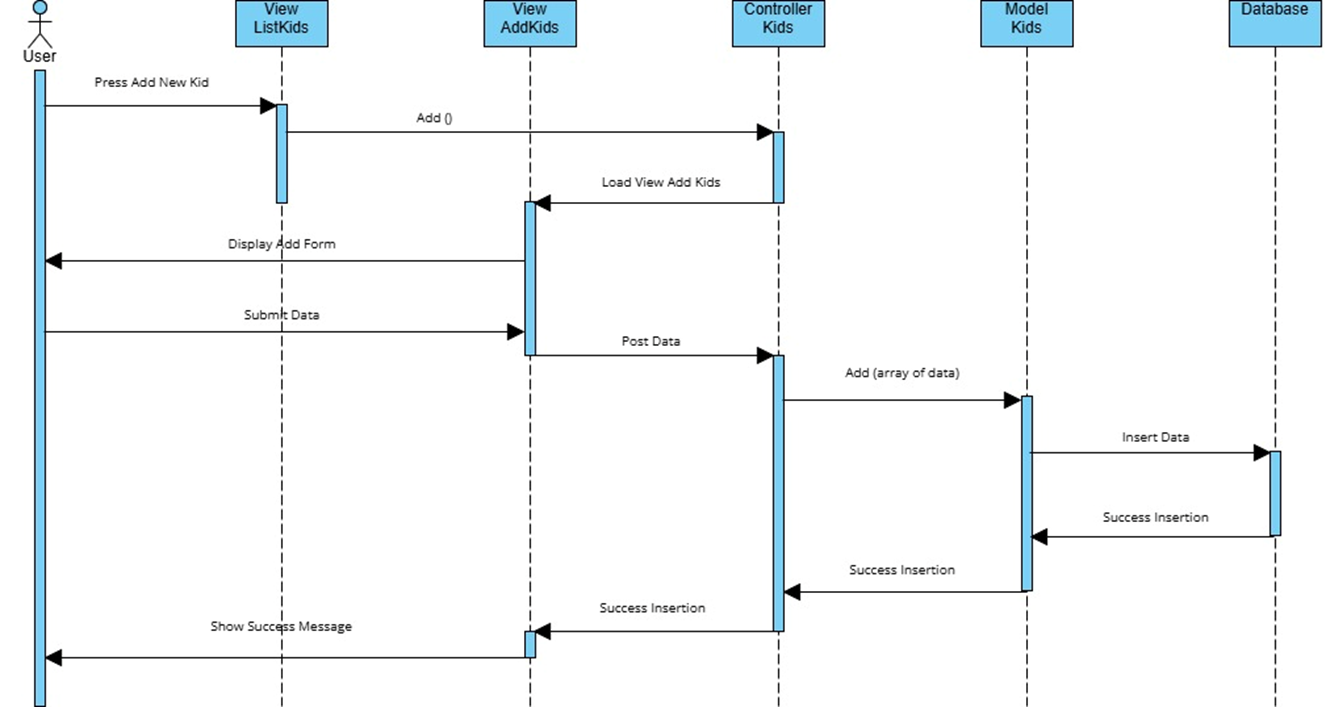 View
ListKids
View
AddKids
Controller
Kids
Model
Kids
Database
User
Press Add New Kid
Add ()
Load View Add Kids
Display Add Form
Submit Data
Post Data
Add (array of data)
Insert Data
Success Insertion
Success Insertion
Success Insertion
Show Success Message